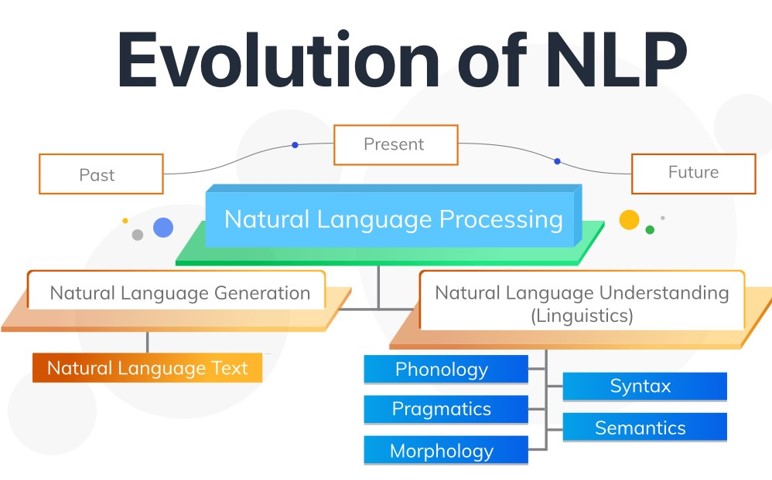 Evolution of NLP
Past
Present
Future
Natural Language Processing
Natural Language Generation
Natural Language Understanding
(Linguistics)
Natural Language Text
Phonology
Syntax
Pragmatics
Semantics
Morphology